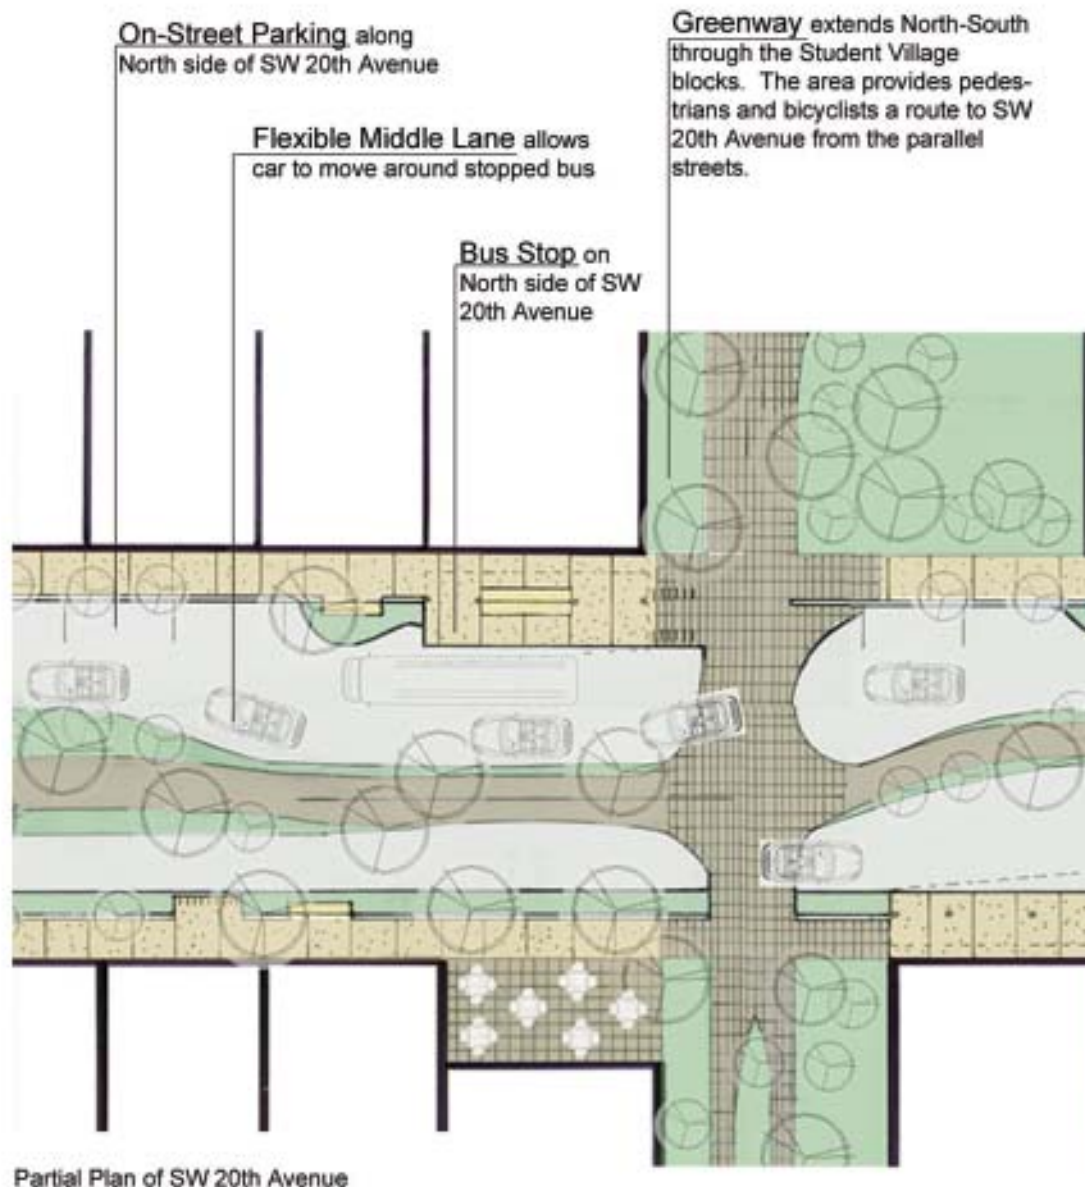 On-Street Parking along
North side of SW 20th Avenue
Flexible Middle Lane allows
car to move around stopped bus
Bus Stop on
North side of SW
20th Avenue
Greenway extends North-South
through the Student Village
blocks. The area provides pedes-
trians and bicyclists a route to SW
20th Avenue from the parallel
streets.
Partial Plan of SW 20th Avenue